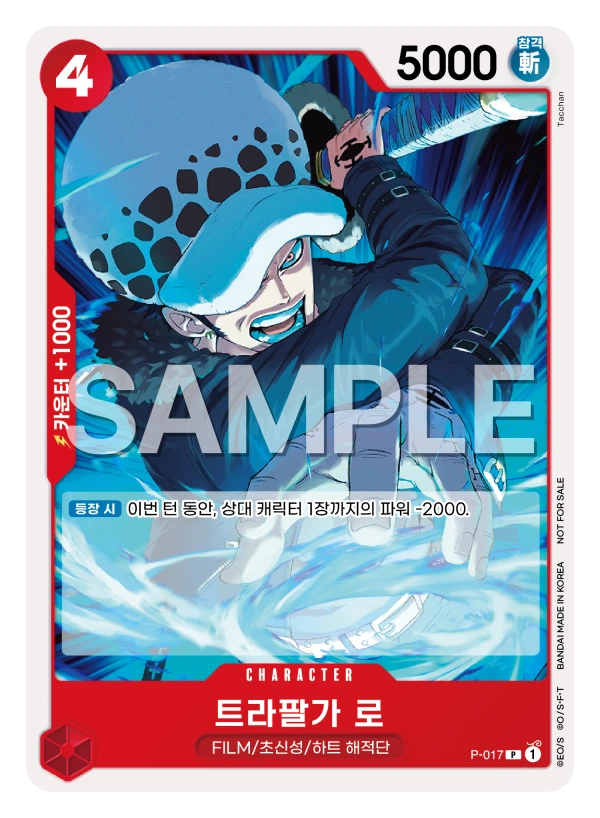 4
5000
참격
斬
Tacchan
⚡카운터 +1000
SAMPLE
등장 시 이번 턴 동안, 상대 캐릭터 1장까지의 파워 -2000.
CHARACTER
트라팔가 로
FILM/초신성/하트 해적단
P-017 P 1
©EO/S ©O/S·F·T BANDAI MADE IN KOREA NOT FOR SALE